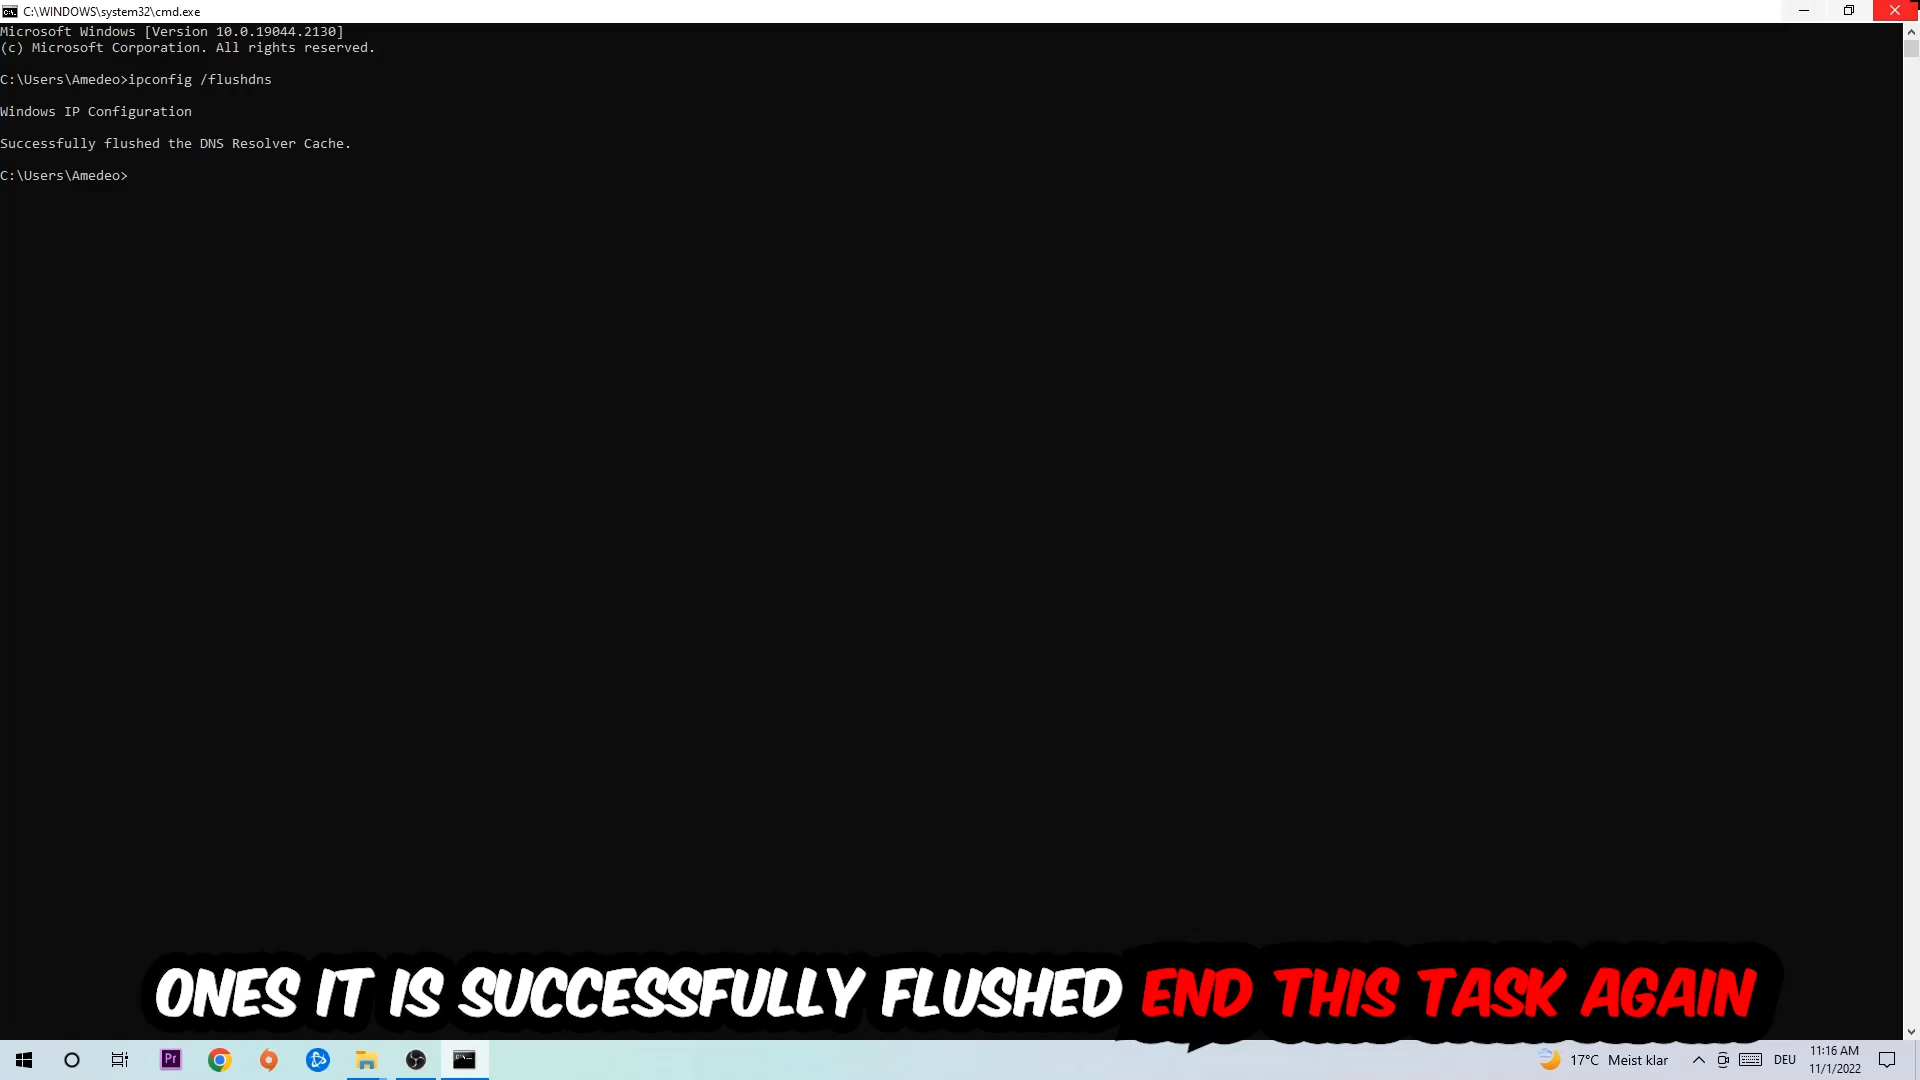 C:\WINDOWS\system32\cmd.exe
Microsoft Windows [Version 10.0.19044.2130]
(c) Microsoft Corporation. All rights reserved.
C:\Users\Amedeo>ipconfig /flushdns
Windows IP Configuration
Successfully flushed the DNS Resolver Cache.
C:\Users\Amedeo>
ONES IT IS SUCCESSFULLY FLUSHED END THIS TASK AGAIN
Pr
17°C Meist klar
DEU
11:16 AM
11/1/2022